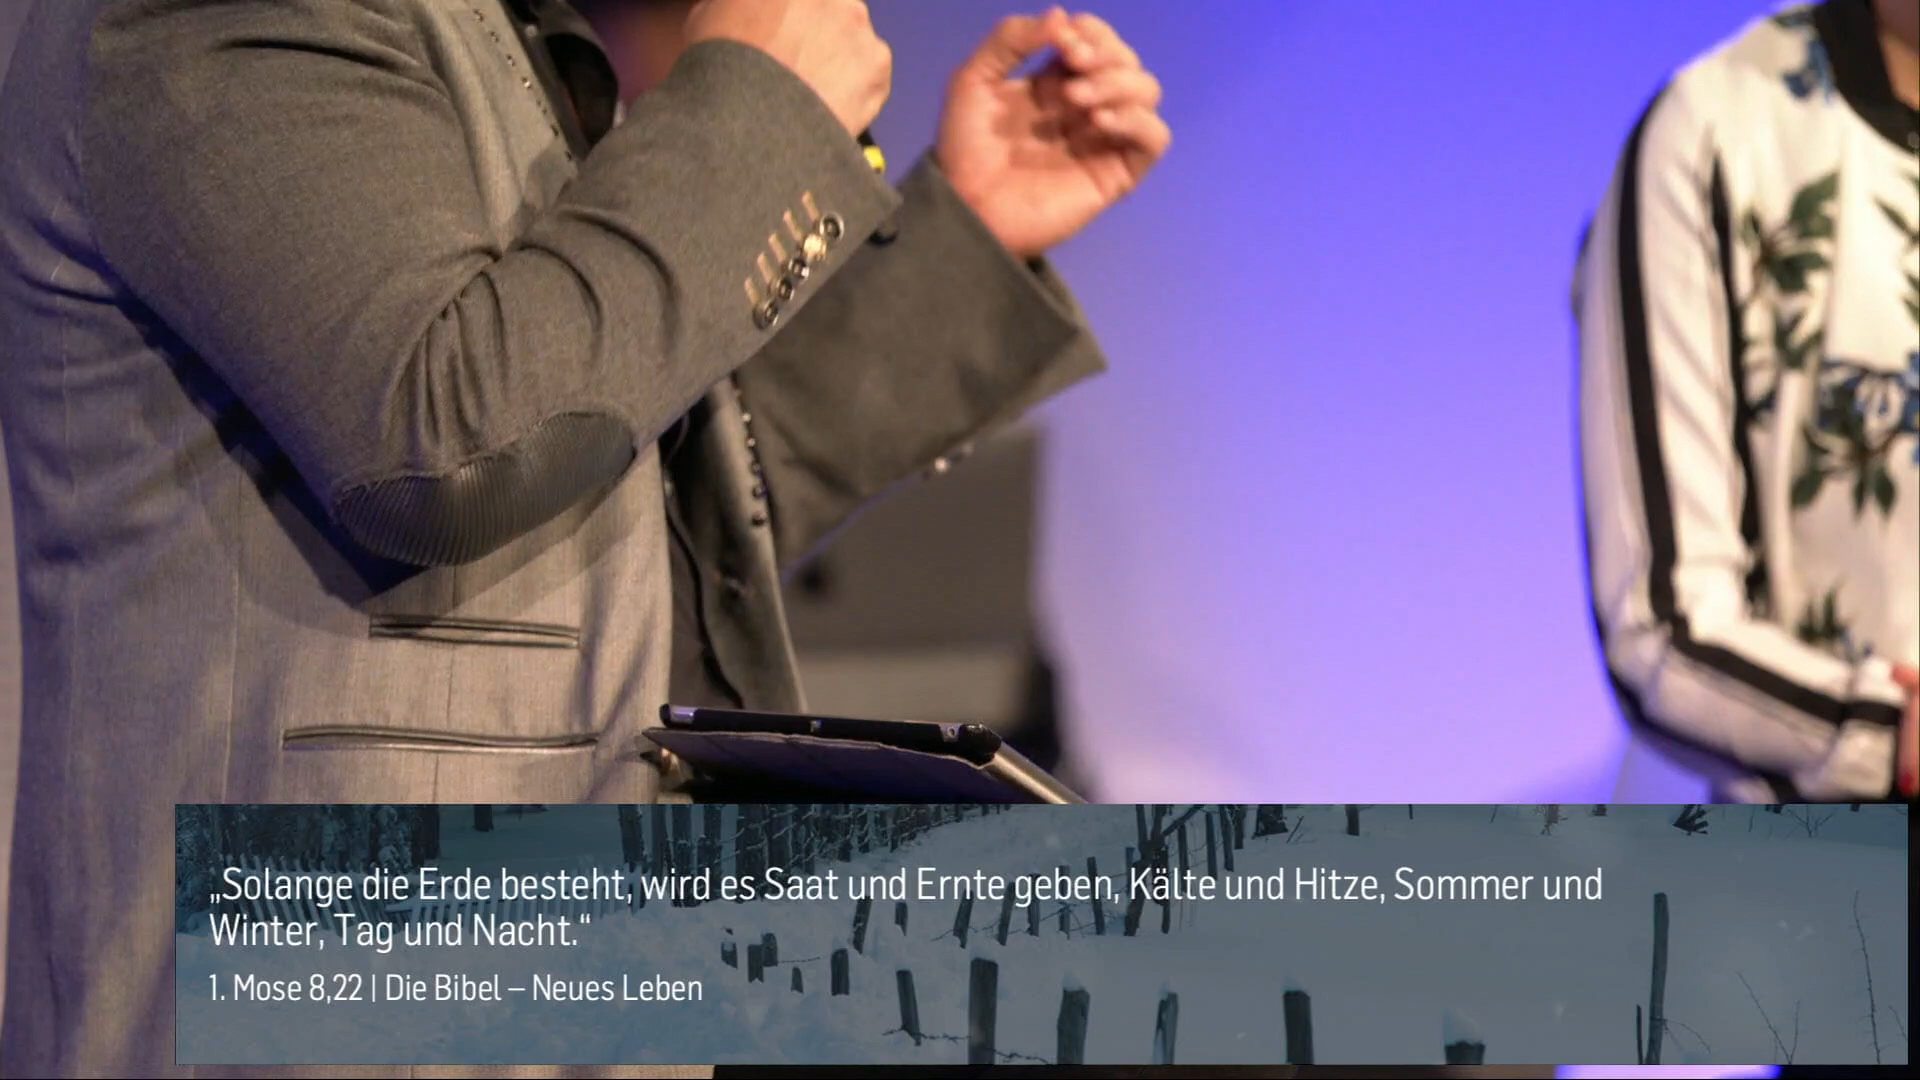 „Solange die Erde besteht, wird es Saat und Ernte geben, Kälte und Hitze, Sommer und
Winter, Tag und Nacht.“
1. Mose 8,22 | Die Bibel – Neues Leben